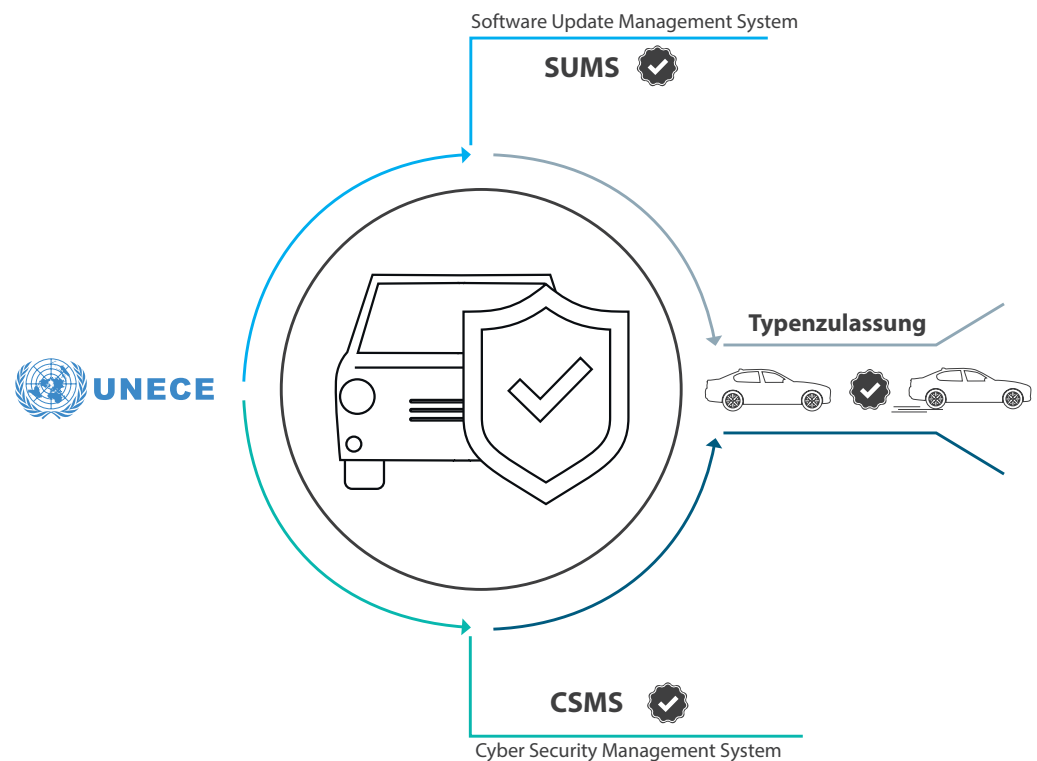 Software Update Management System
SUMS
Typenzulassung
UNECE
CSMS
Cyber Security Management System